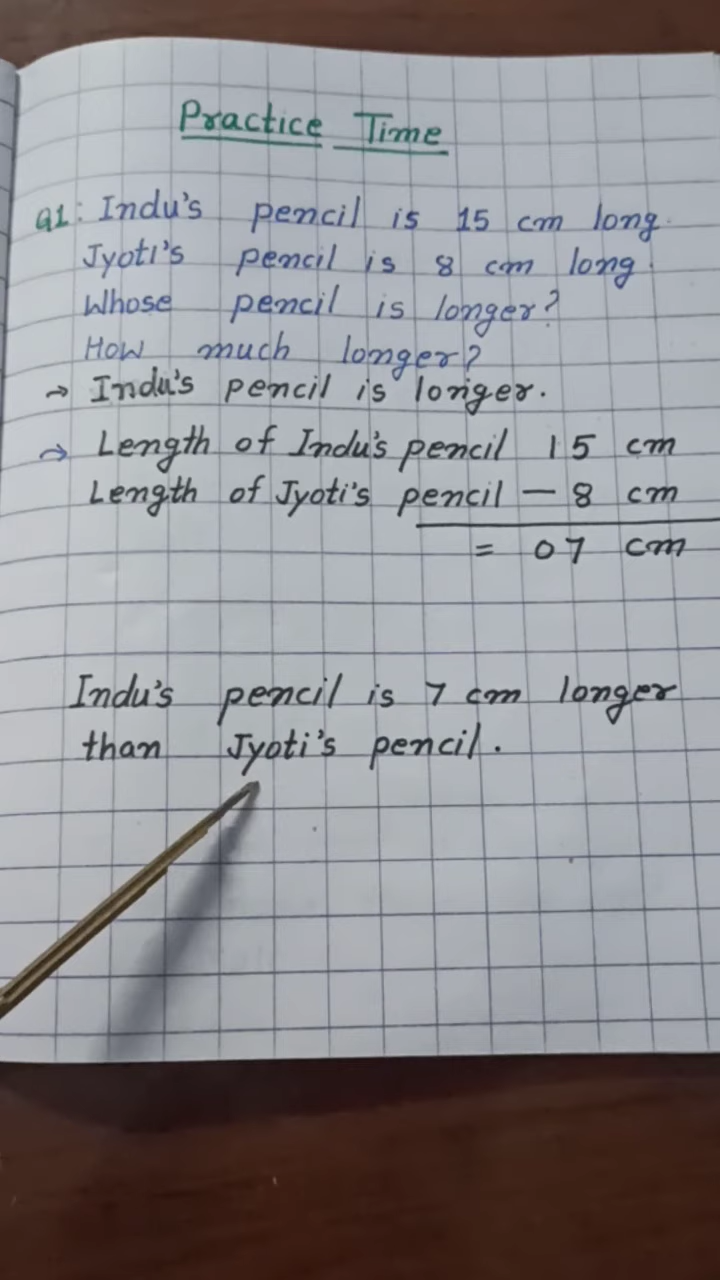 Practice Time
Q1: Indu's pencil is 15 cm long.
Jyoti's pencil is 8 cm long.
Whose pencil is longer?
How much longer?
→ Indu's pencil is longer.
→ Length of Indu's pencil 15 cm
Length of Jyoti's pencil — 8 cm
= 07 cm
Indu's pencil is 7 cm longer
than Jyoti's pencil.